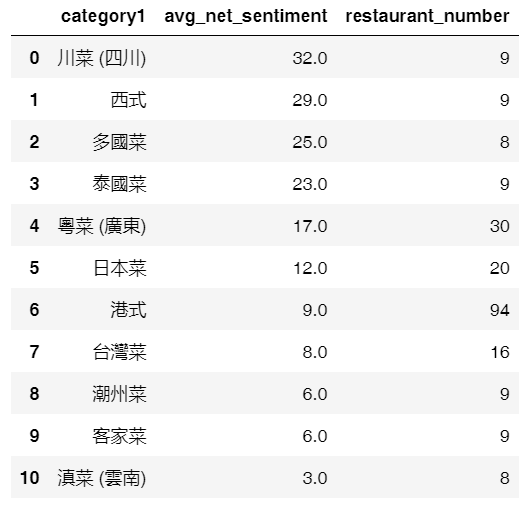 category1 avg_net_sentiment restaurant_number
0 川菜 (四川) 32.0 9
1 西式 29.0 9
2 多國菜 25.0 8
3 泰國菜 23.0 9
4 粵菜 (廣東) 17.0 30
5 日本菜 12.0 20
6 港式 9.0 94
7 台灣菜 8.0 16
8 潮州菜 6.0 9
9 客家菜 6.0 9
10 滇菜 (雲南) 3.0 8